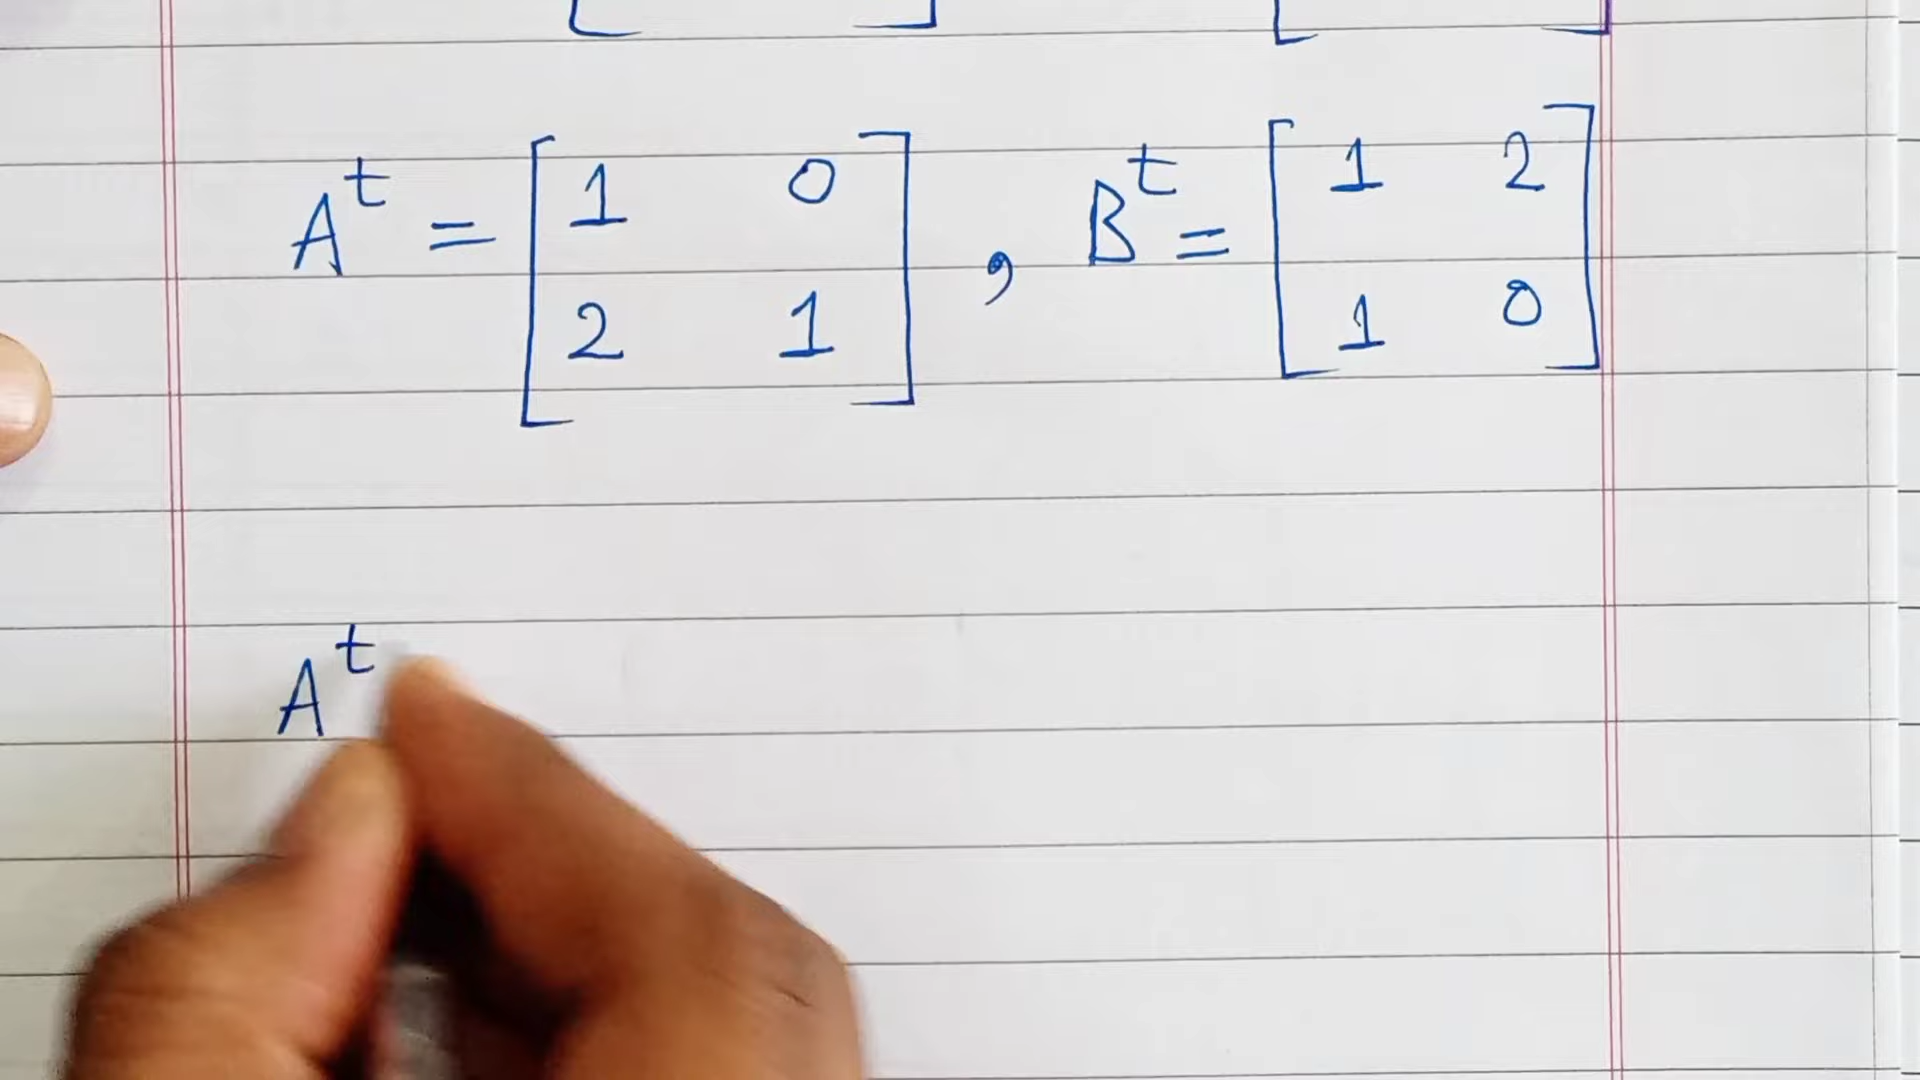 A^t = [1 0
2 1] , B^t = [1 2
1 0]
A^t